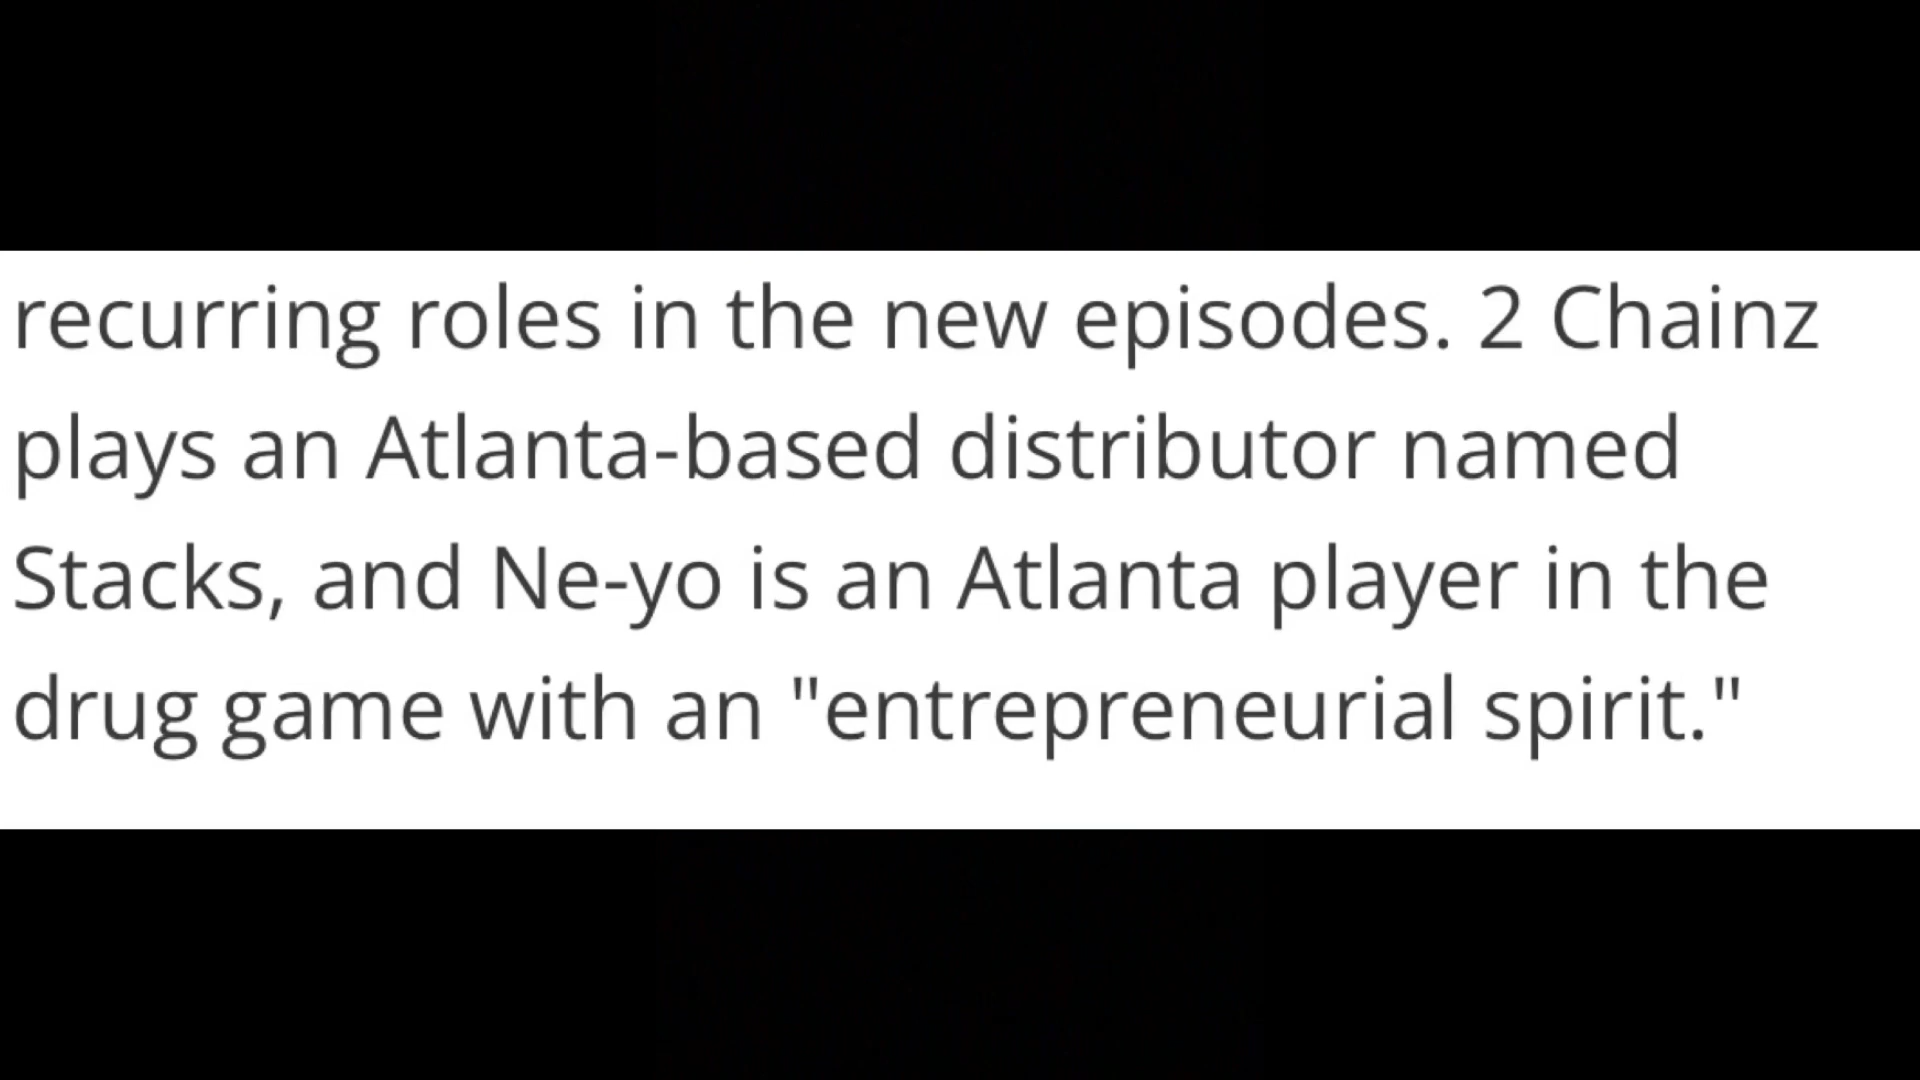 recurring roles in the new episodes. 2 Chainz
plays an Atlanta-based distributor named
Stacks, and Ne-yo is an Atlanta player in the
drug game with an "entrepreneurial spirit."